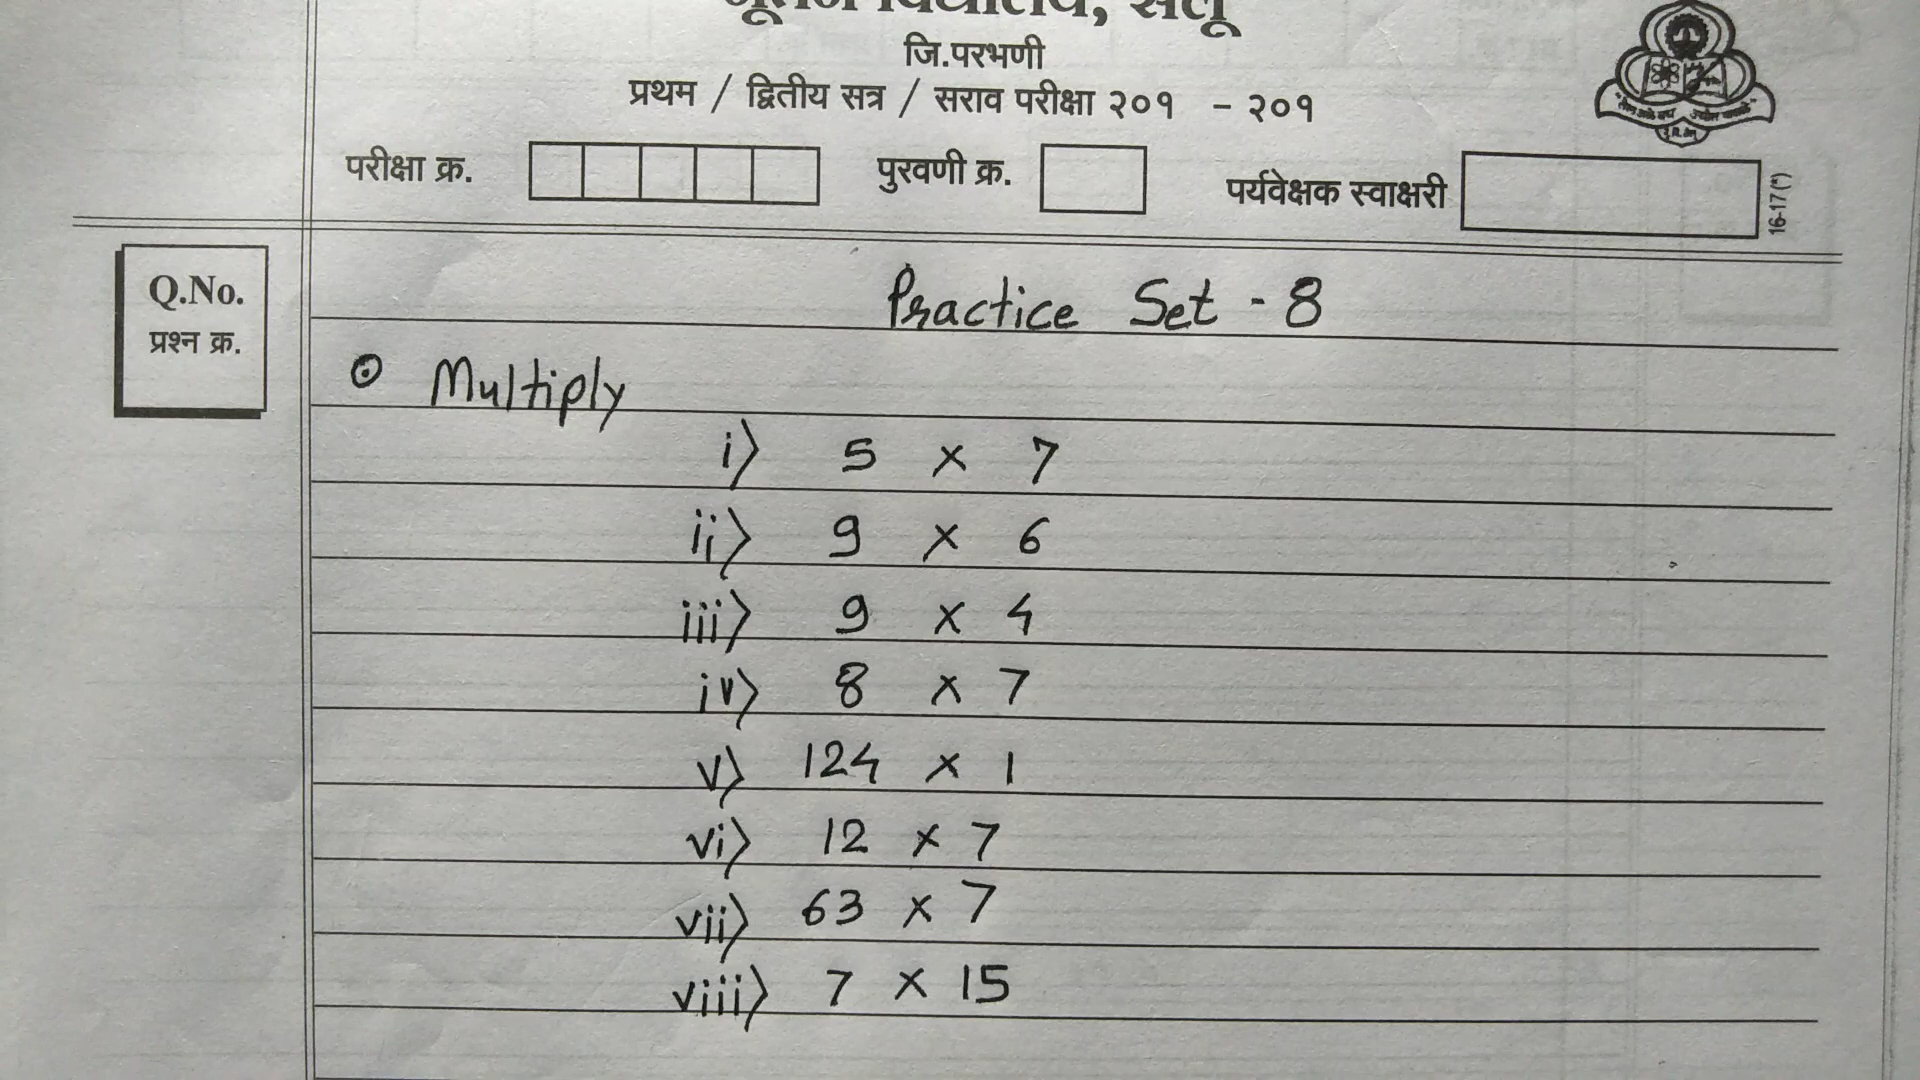 नूतन विद्यालय, सेलू
जि.परभणी
प्रथम / द्वितीय सत्र / सराव परीक्षा २०१ - २०१
परीक्षा क्र. पुरवणी क्र. पर्यवेक्षक स्वाक्षरी
16-17(*)
Q.No.
प्रश्न क्र.
Practice Set - 8
Multiply
i) 5 × 7
ii) 9 × 6
iii) 9 × 4
iv) 8 × 7
v) 124 × 1
vi) 12 × 7
vii) 63 × 7
viii) 7 × 15